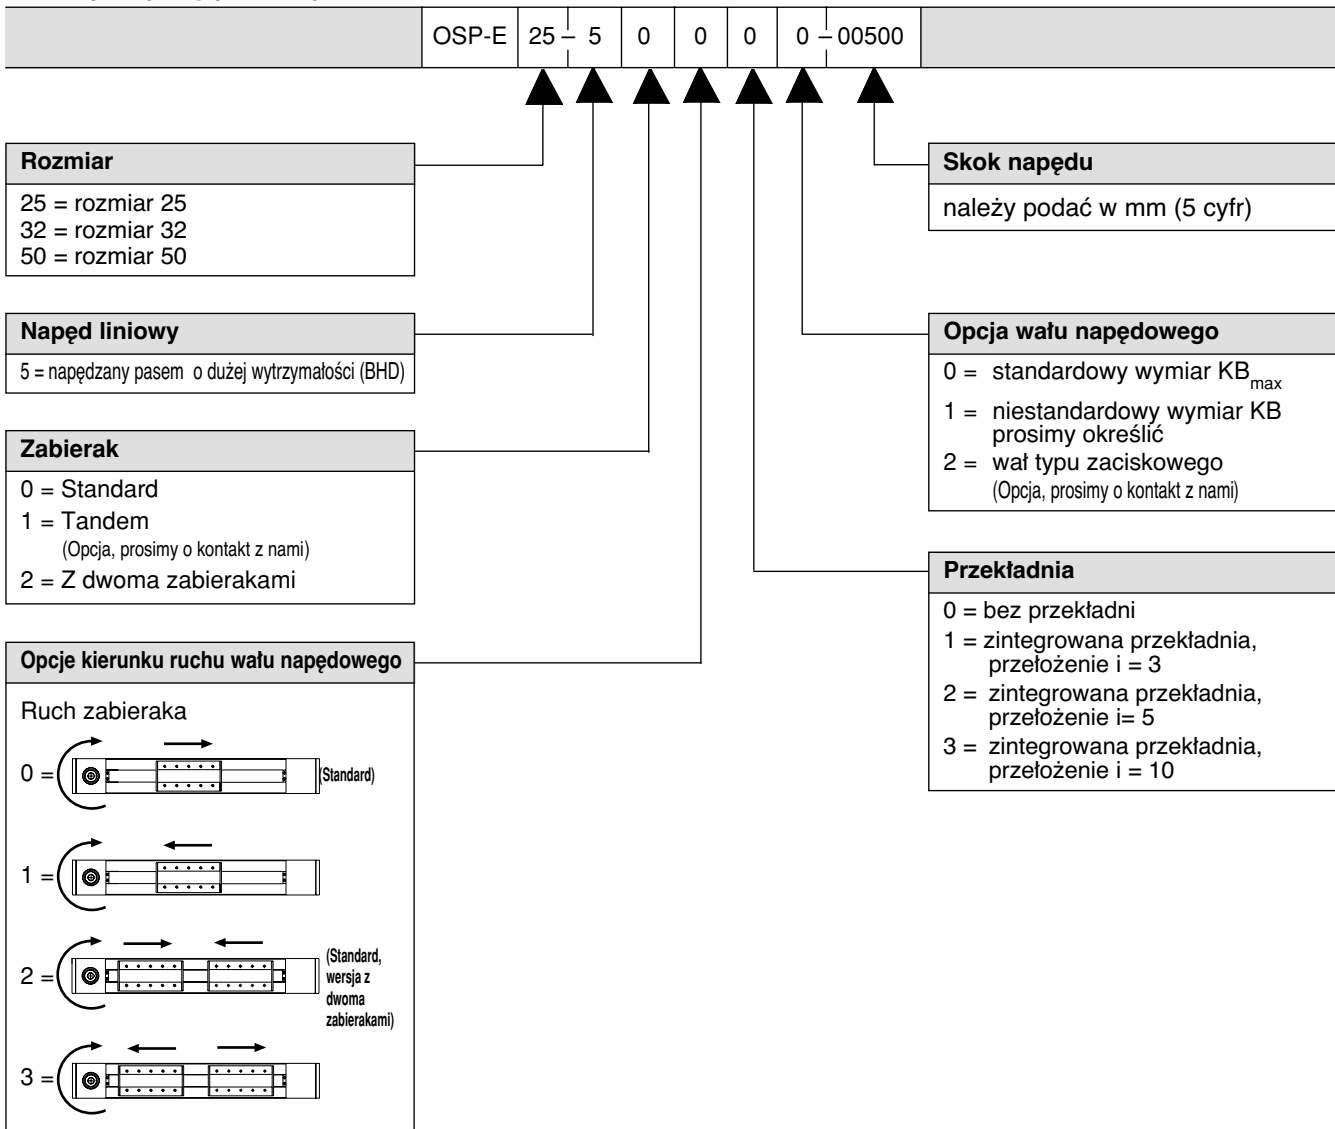 OSP-E 25 – 5 0 0 0 0 – 00500
Rozmiar
25 = rozmiar 25
32 = rozmiar 32
50 = rozmiar 50
Napęd liniowy
5 = napędzany pasem o dużej wytrzymałości (BHD)
Zabierak
0 = Standard
1 = Tandem
(Opcja, prosimy o kontakt z nami)
2 = Z dwoma zabierakami
Opcje kierunku ruchu wału napędowego
Ruch zabieraka
0 =
(Standard)
1 =
2 =
(Standard,
wersja z
dwoma
zabierakami)
3 =
Skok napędu
należy podać w mm (5 cyfr)
Opcja wału napędowego
0 = standardowy wymiar KBmax
1 = niestandardowy wymiar KB
prosimy określić
2 = wał typu zaciskowego
(Opcja, prosimy o kontakt z nami)
Przekładnia
0 = bez przekładni
1 = zintegrowana przekładnia,
przełożenie i = 3
2 = zintegrowana przekładnia,
przełożenie i= 5
3 = zintegrowana przekładnia,
przełożenie i = 10